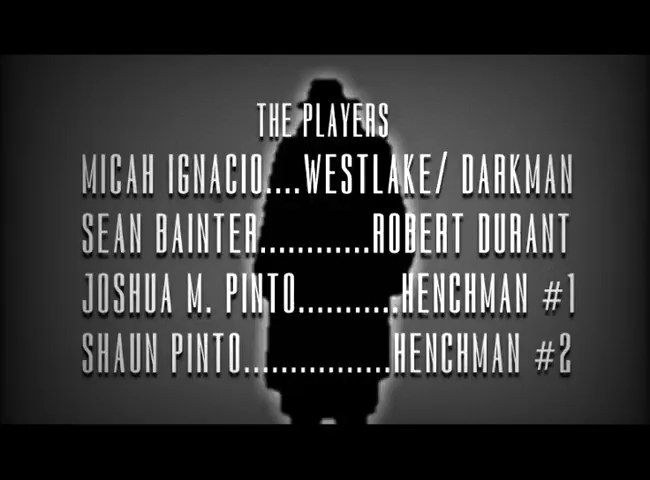 THE PLAYERS
MICAH IGNACIO....WESTLAKE/ DARKMAN
SEAN BAINTER............ROBERT DURANT
JOSHUA M. PINTO...........HENCHMAN #1
SHAUN PINTO................HENCHMAN #2